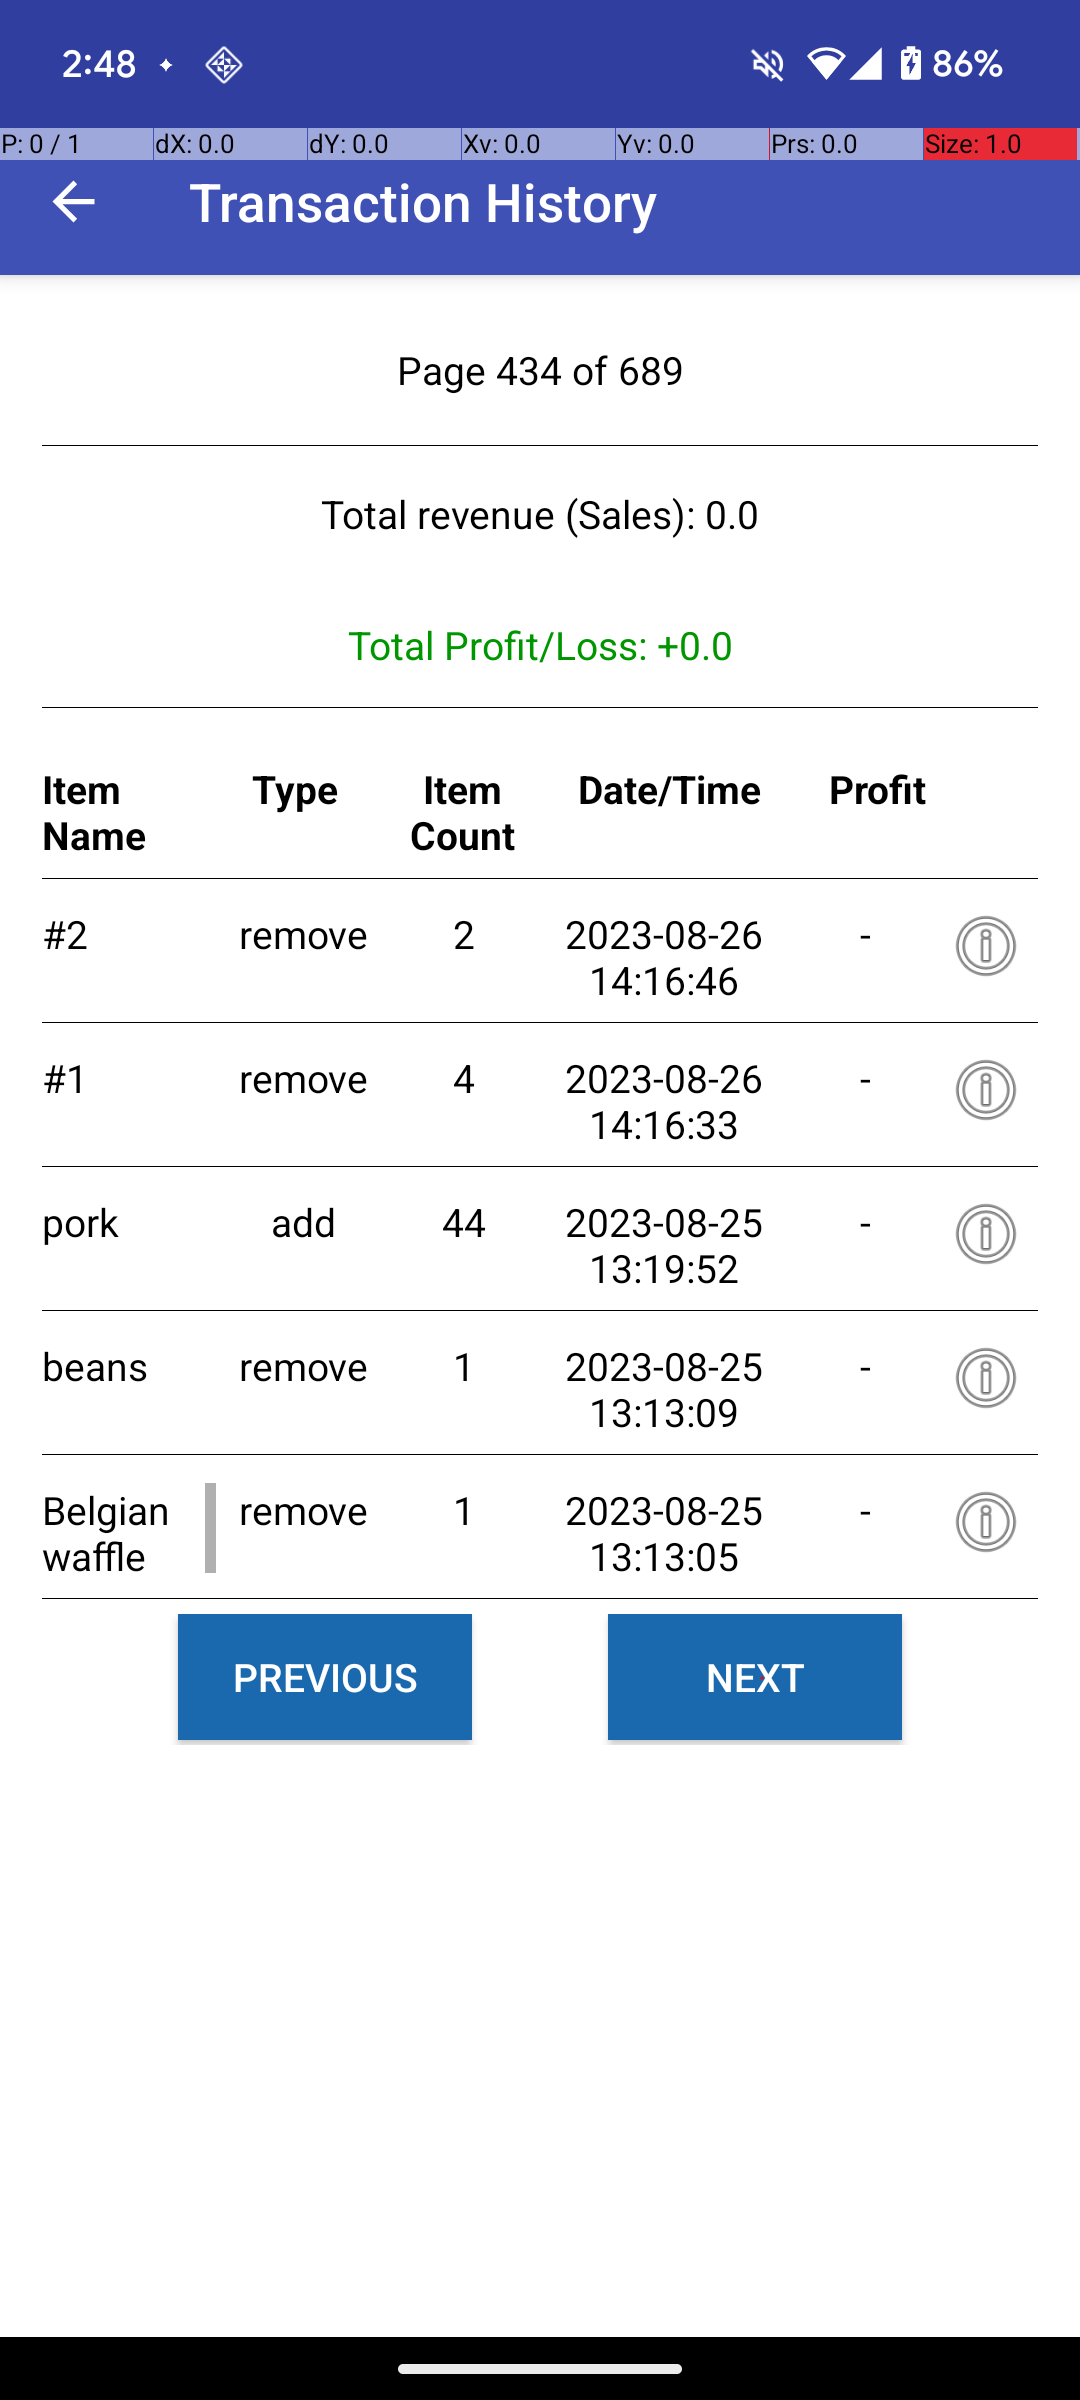 2:48 86%
P: 0 / 1 dX: 0.0 dY: 0.0 Xv: 0.0 Yv: 0.0 Prs: 0.0 Size: 1.0
Transaction History
Page 434 of 689
Total revenue (Sales): 0.0
Total Profit/Loss: +0.0
Item Name Type Item Count Date/Time Profit
#2 remove 2 2023-08-26 14:16:46 -
#1 remove 4 2023-08-26 14:16:33 -
pork add 44 2023-08-25 13:19:52 -
beans remove 1 2023-08-25 13:13:09 -
Belgian waffle remove 1 2023-08-25 13:13:05 -
PREVIOUS NEXT